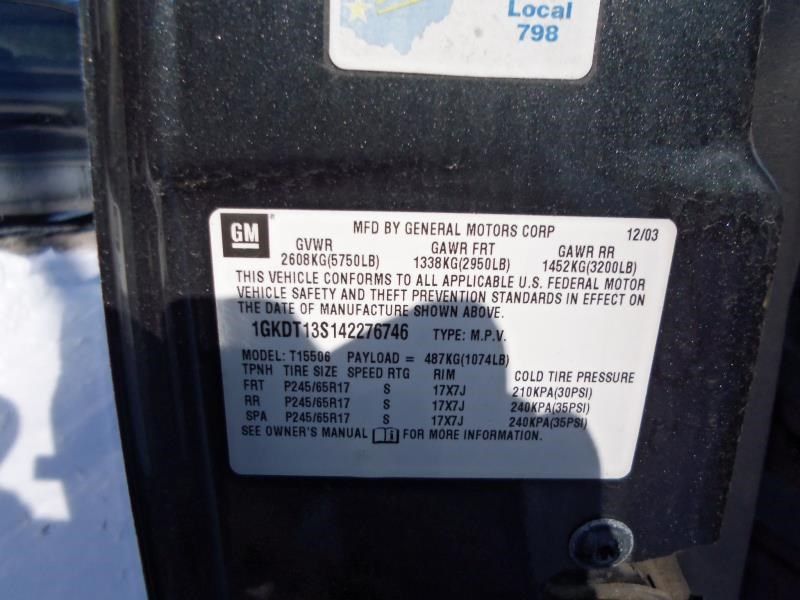 Local
798
GM
MFD BY GENERAL MOTORS CORP 12/03
GVWR GAWR FRT GAWR RR
2608KG(5750LB) 1338KG(2950LB) 1452KG(3200LB)
THIS VEHICLE CONFORMS TO ALL APPLICABLE U.S. FEDERAL MOTOR
VEHICLE SAFETY AND THEFT PREVENTION STANDARDS IN EFFECT ON
THE DATE OF MANUFACTURE SHOWN ABOVE.
1GKDT13S142276746 TYPE: M.P.V.
MODEL: T15506 PAYLOAD = 487KG(1074LB)
TPNH TIRE SIZE SPEED RTG RIM COLD TIRE PRESSURE
FRT P245/65R17 S 17X7J 210KPA(30PSI)
RR P245/65R17 S 17X7J 240KPA(35PSI)
SPA P245/65R17 S 17X7J 240KPA(35PSI)
SEE OWNER'S MANUAL FOR MORE INFORMATION.